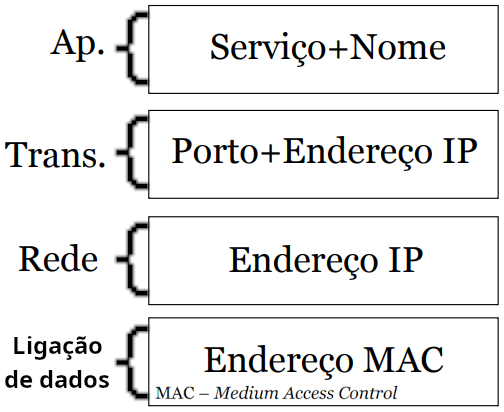 Ap.
Serviço+Nome
Trans.
Porto+Endereço IP
Rede
Endereço IP
Ligação
de dados
Endereço MAC
MAC – Medium Access Control